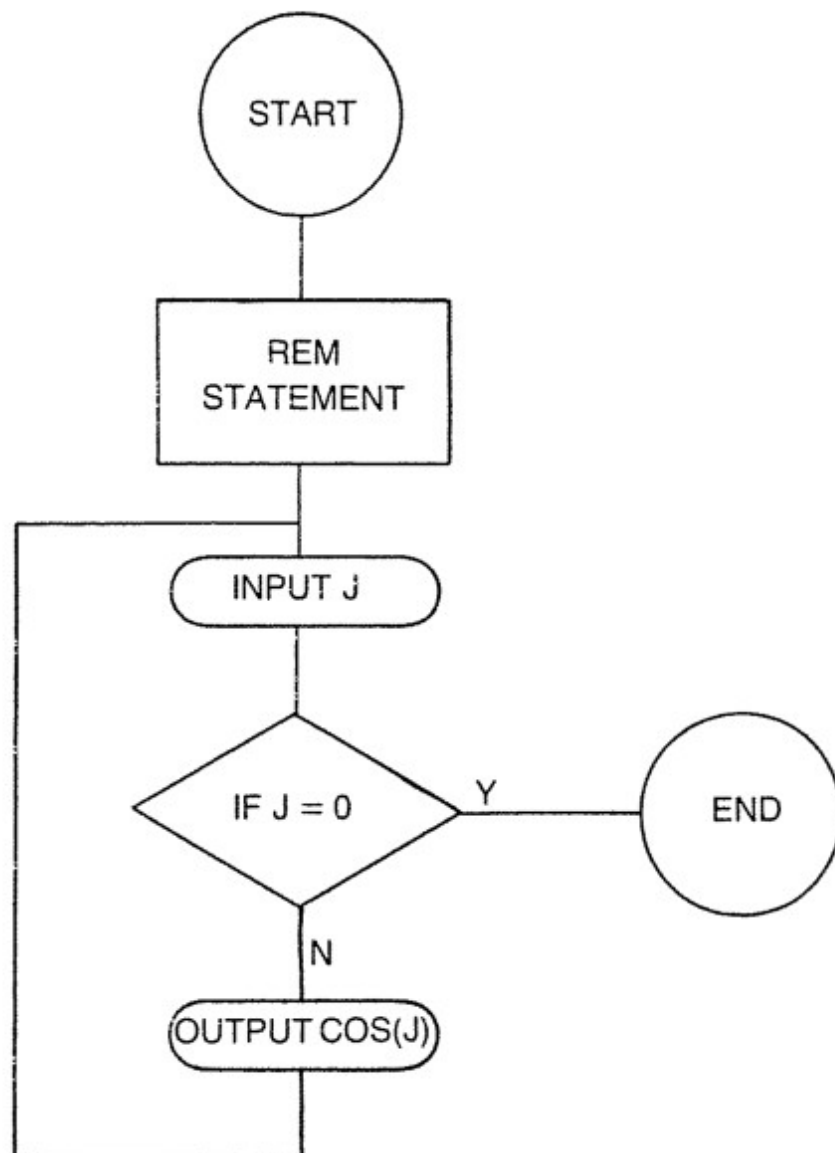 START
REM
STATEMENT
INPUT J
IF J = 0
Y
END
N
OUTPUT COS(J)